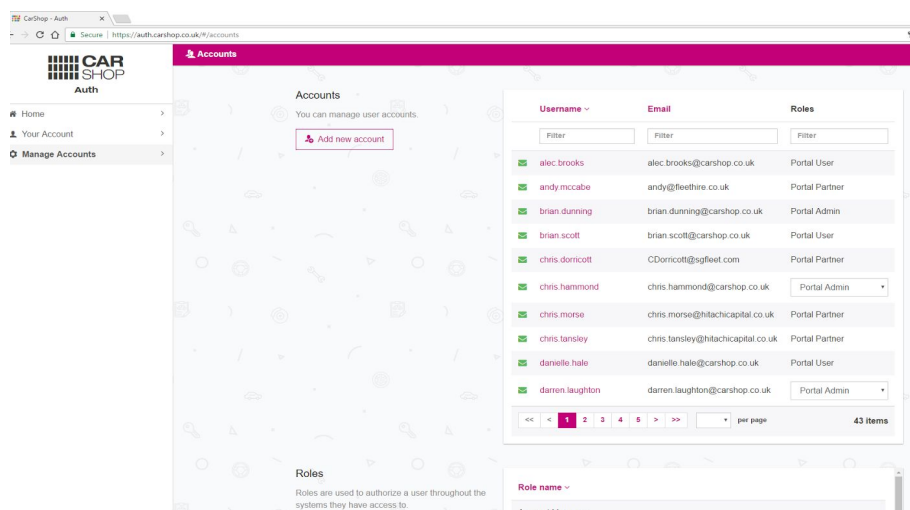 CarShop - Auth
Secure | https://auth.carshop.co.uk/#/accounts
CAR
SHOP
Auth
Home
Your Account
Manage Accounts
Accounts
Accounts
You can manage user accounts.
Add new account
Username Email Roles
Filter Filter Filter
alec.brooks alec.brooks@carshop.co.uk Portal User
andy.mccabe andy@fleethire.co.uk Portal Partner
brian.dunning brian.dunning@carshop.co.uk Portal Admin
brian.scott brian.scott@carshop.co.uk Portal User
chris.dorricott CDorricott@sgfleet.com Portal Partner
chris.hammond chris.hammond@carshop.co.uk Portal Admin
chris.morse chris.morse@hitachicapital.co.uk Portal Partner
chris.tansley chris.tansley@hitachicapital.co.uk Portal Partner
danielle.hale danielle.hale@carshop.co.uk Portal User
darren.laughton darren.laughton@carshop.co.uk Portal Admin
<< < 1 2 3 4 5 > >> per page 43 items
Roles
Roles are used to authorize a user throughout the
systems they have access to.
Role name